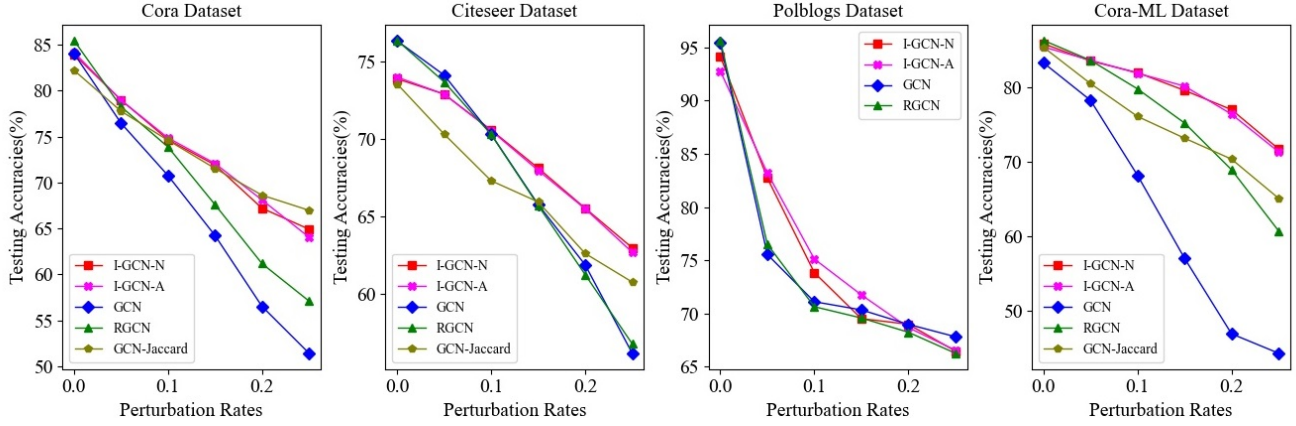 Cora Dataset
Testing Accuracies(%)
85
80
75
70
65
60
55
50
I-GCN-N
I-GCN-A
GCN
RGCN
GCN-Jaccard
0.0 0.1 0.2
Perturbation Rates
Citeseer Dataset
Testing Accuracies(%)
75
70
65
60
I-GCN-N
I-GCN-A
GCN
RGCN
GCN-Jaccard
0.0 0.1 0.2
Perturbation Rates
Polblogs Dataset
Testing Accuracies(%)
95
90
85
80
75
70
65
I-GCN-N
I-GCN-A
GCN
RGCN
0.0 0.1 0.2
Perturbation Rates
Cora-ML Dataset
Testing Accuracies(%)
80
70
60
50
I-GCN-N
I-GCN-A
GCN
RGCN
GCN-Jaccard
0.0 0.1 0.2
Perturbation Rates